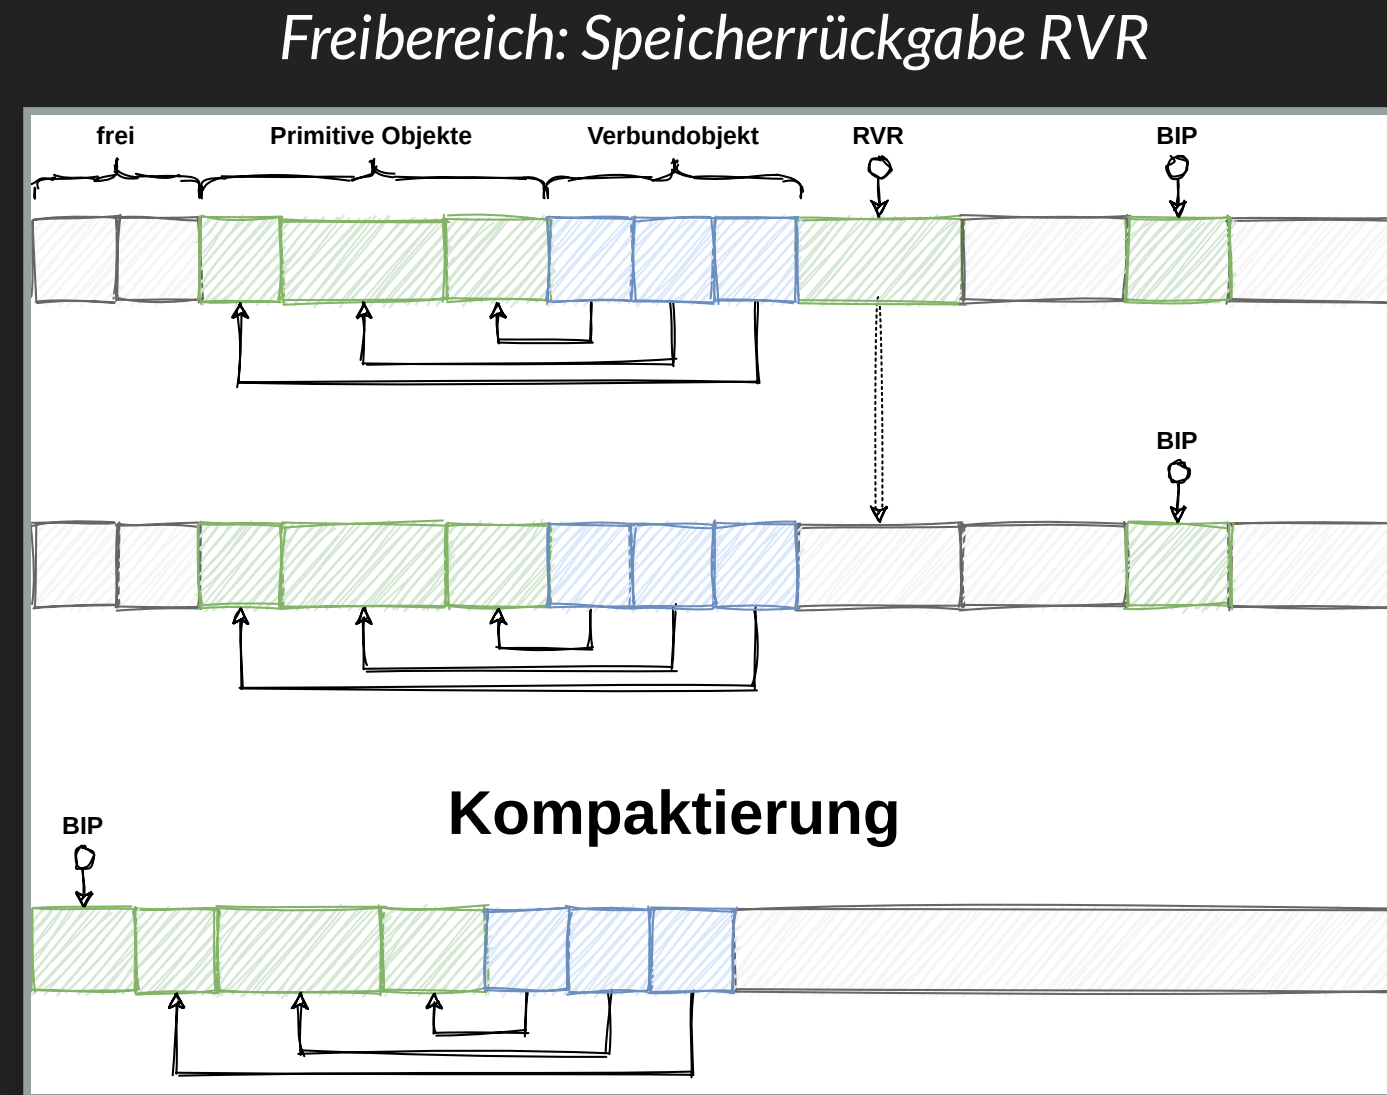 Freibereich: Speicherrückgabe RVR
frei Primitive Objekte Verbundobjekt RVR BIP
BIP
Kompaktierung
BIP